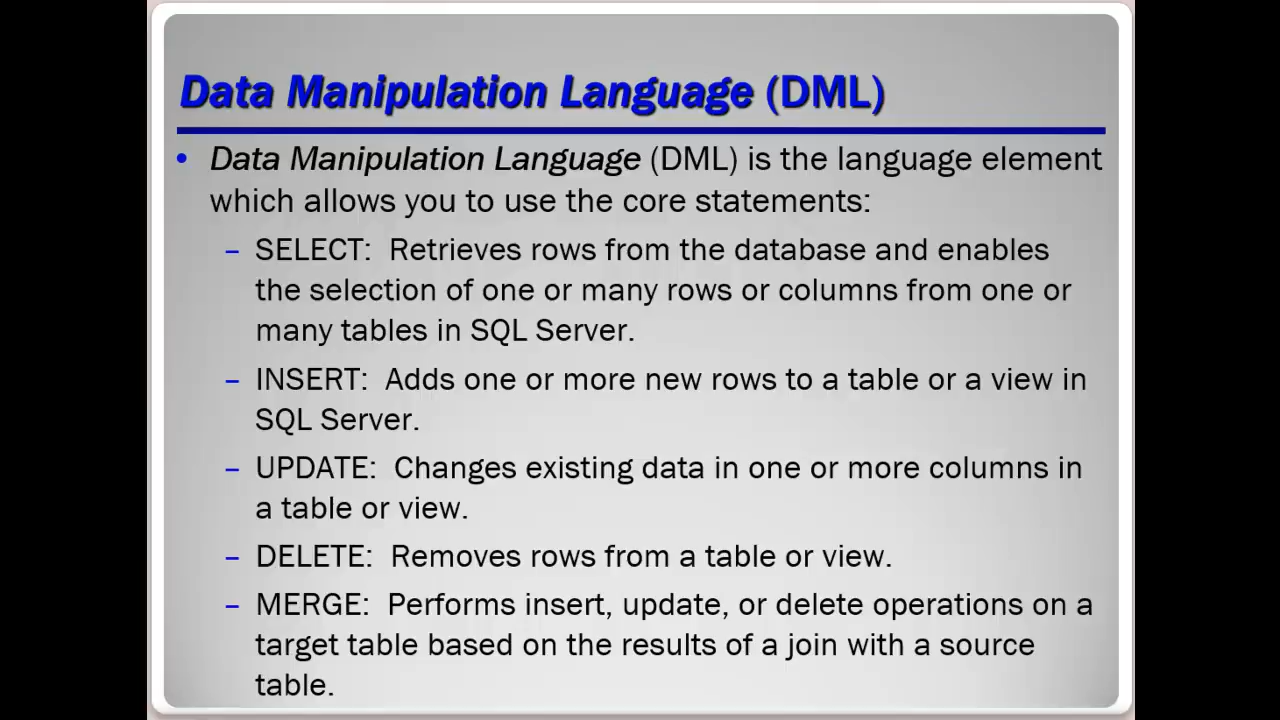 Data Manipulation Language (DML)
• Data Manipulation Language (DML) is the language element
which allows you to use the core statements:
– SELECT: Retrieves rows from the database and enables
the selection of one or many rows or columns from one or
many tables in SQL Server.
– INSERT: Adds one or more new rows to a table or a view in
SQL Server.
– UPDATE: Changes existing data in one or more columns in
a table or view.
– DELETE: Removes rows from a table or view.
– MERGE: Performs insert, update, or delete operations on a
target table based on the results of a join with a source
table.